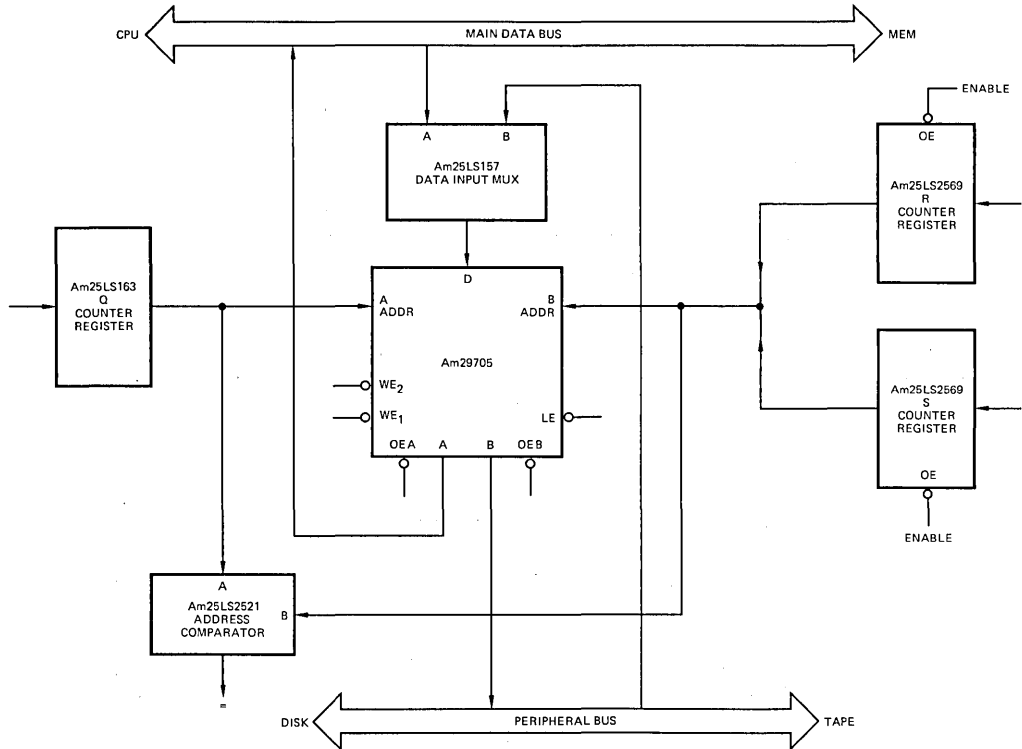 CPU
MAIN DATA BUS
MEM
ENABLE
A
B
Am25LS157
DATA INPUT MUX
OE
Am25LS2569
R
COUNTER
REGISTER
Am25LS163
Q
COUNTER
REGISTER
D
A
ADDR
B
ADDR
Am29705
WE2
WE1
LE
OEA
A
B
OEB
Am25LS2569
S
COUNTER
REGISTER
OE
ENABLE
A
Am25LS2521
ADDRESS
COMPARATOR
B
=
DISK
PERIPHERAL BUS
TAPE